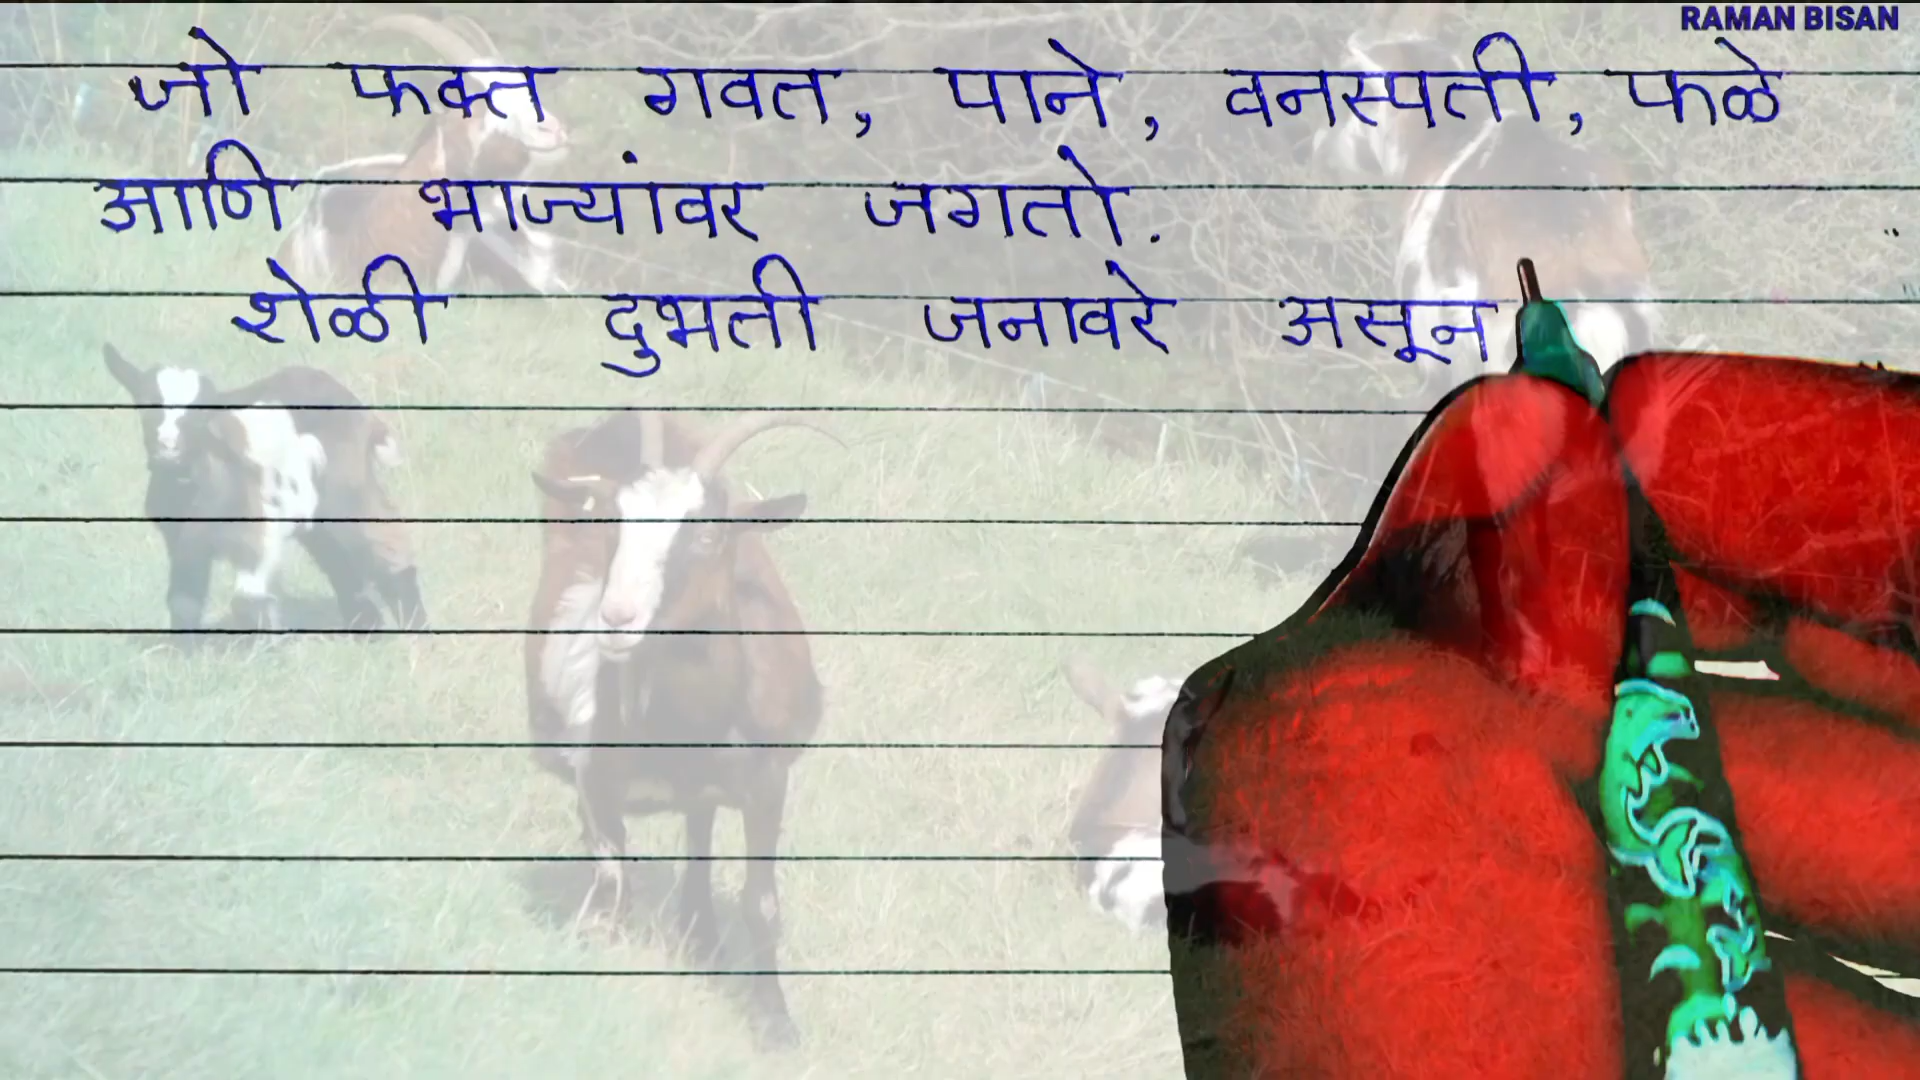 RAMAN BISAN
जो फक्त गवत, पाने, वनस्पती, फळे
आणि भाज्यांवर जगतो.
शेळी दुभती जनावरे असून